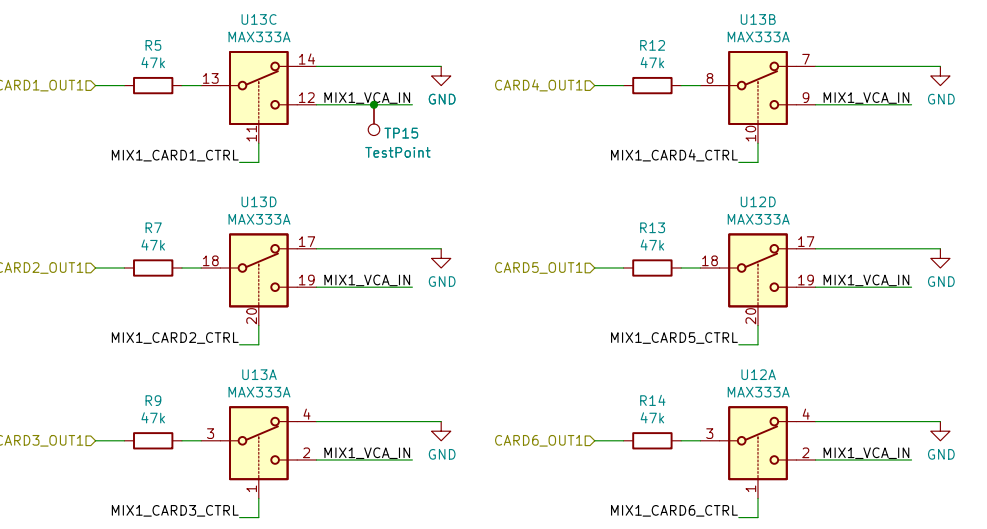 U13C
MAX333A
R5
47k
CARD1_OUT1
13
14
12
11
MIX1_VCA_IN
GND
TP15
TestPoint
MIX1_CARD1_CTRL
U13B
MAX333A
R12
47k
CARD4_OUT1
8
7
9
10
MIX1_VCA_IN
GND
MIX1_CARD4_CTRL
U13D
MAX333A
R7
47k
CARD2_OUT1
18
17
19
20
MIX1_VCA_IN
GND
MIX1_CARD2_CTRL
U12D
MAX333A
R13
47k
CARD5_OUT1
18
17
19
20
MIX1_VCA_IN
GND
MIX1_CARD5_CTRL
U13A
MAX333A
R9
47k
CARD3_OUT1
3
4
2
1
MIX1_VCA_IN
GND
MIX1_CARD3_CTRL
U12A
MAX333A
R14
47k
CARD6_OUT1
3
4
2
1
MIX1_VCA_IN
GND
MIX1_CARD6_CTRL